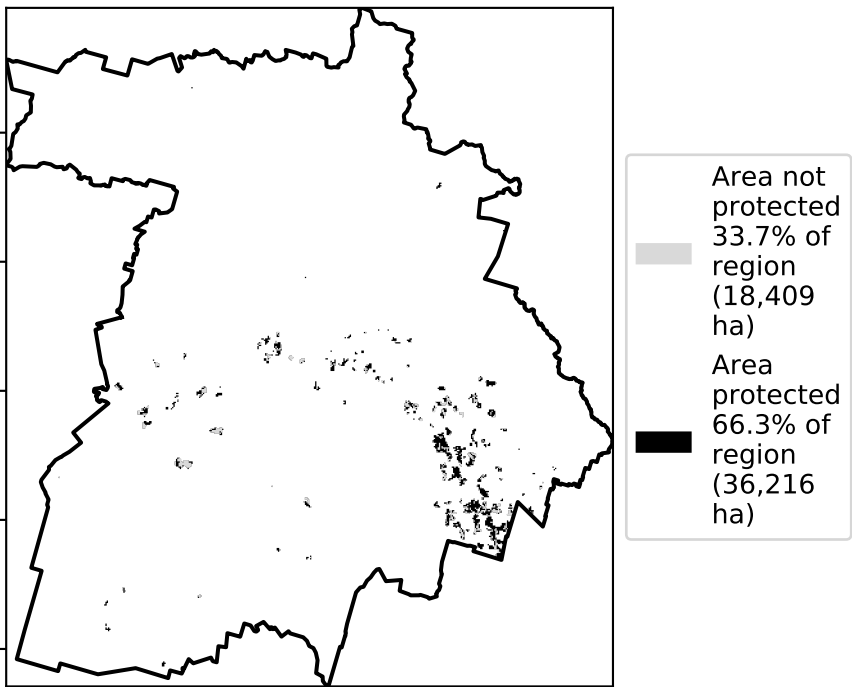 Area not
protected
33.7% of
region
(18,409
ha)
Area
protected
66.3% of
region
(36,216
ha)